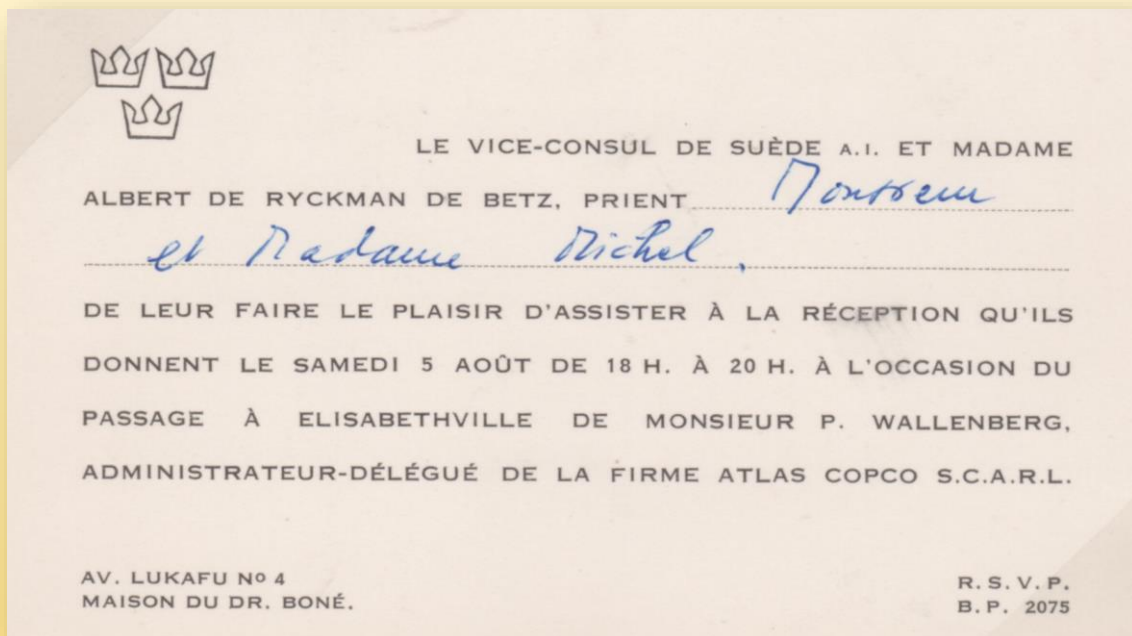 LE VICE-CONSUL DE SUÈDE A.I. ET MADAME
ALBERT DE RYCKMAN DE BETZ, PRIENT Monsieur
et Madame Michel.
DE LEUR FAIRE LE PLAISIR D'ASSISTER À LA RÉCEPTION QU'ILS
DONNENT LE SAMEDI 5 AOÛT DE 18 H. À 20 H. À L'OCCASION DU
PASSAGE À ELISABETHVILLE DE MONSIEUR P. WALLENBERG,
ADMINISTRATEUR-DÉLÉGUÉ DE LA FIRME ATLAS COPCO S.C.A.R.L.
AV. LUKAFU Nº 4
MAISON DU DR. BONÉ.
R. S. V. P.
B. P. 2075